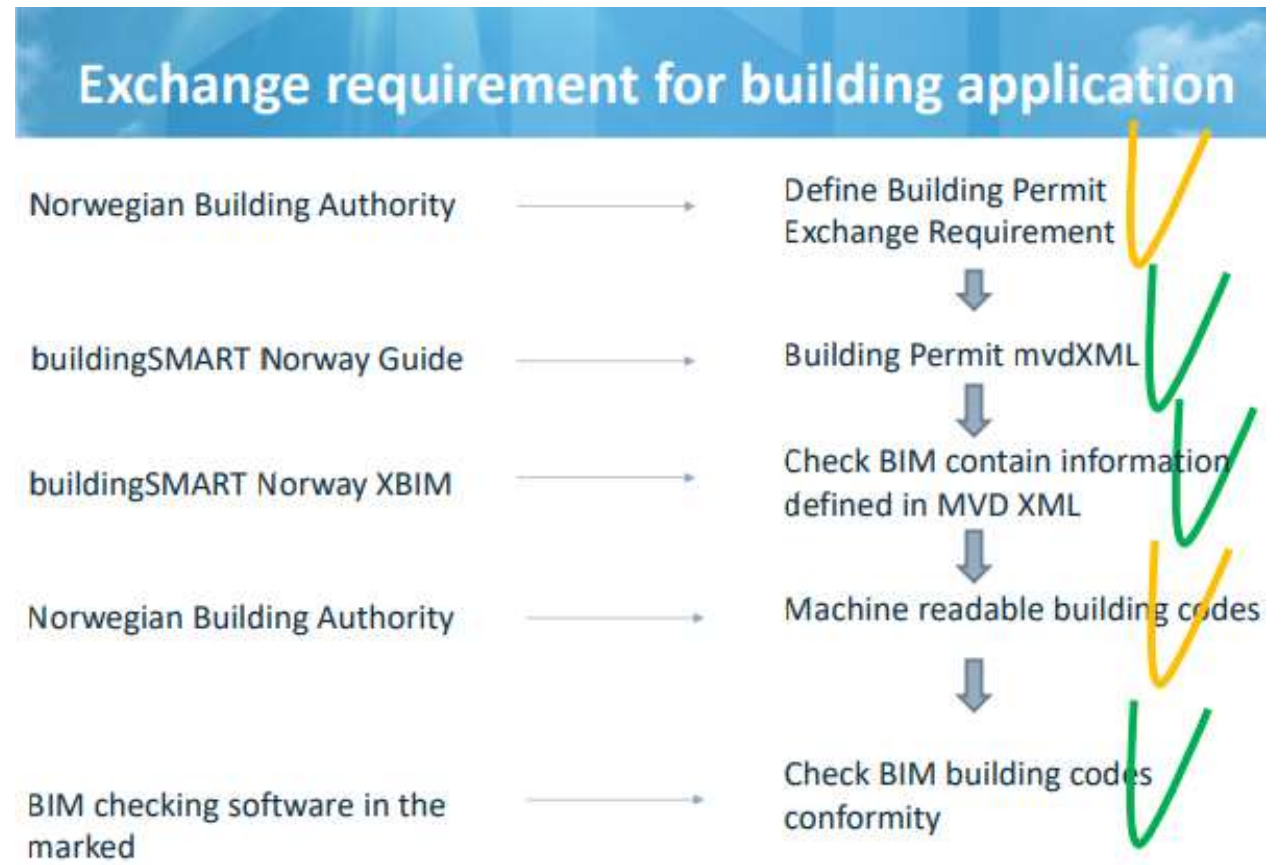 Exchange requirement for building application
Norwegian Building Authority
Define Building Permit
Exchange Requirement
buildingSMART Norway Guide
Building Permit mvdXML
buildingSMART Norway XBIM
Check BIM contain information
defined in MVD XML
Norwegian Building Authority
Machine readable building codes
BIM checking software in the
marked
Check BIM building codes
conformity